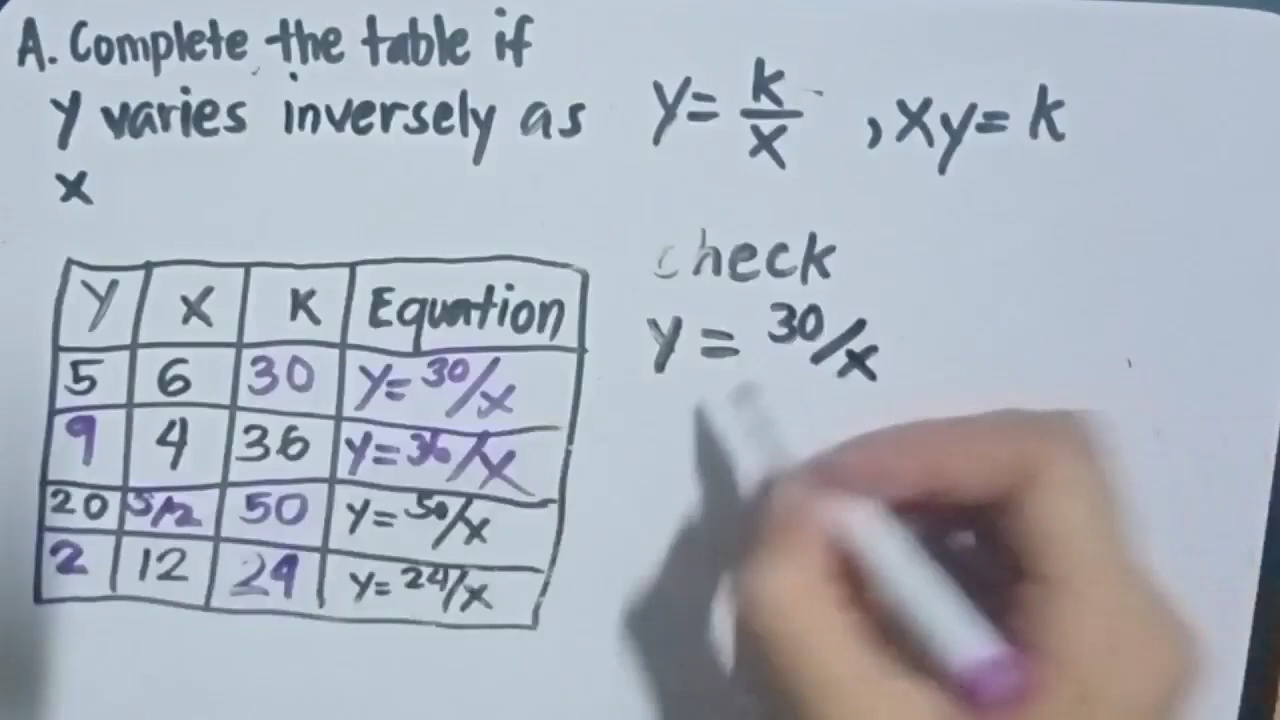 A. Complete the table if
y varies inversely as
x
y = k/x , xy = k
check
y = 30/x
Y X K Equation
5 6 30 y = 30/x
9 4 36 y = 36/x
20 5/2 50 y = 50/x
2 12 24 y = 24/x